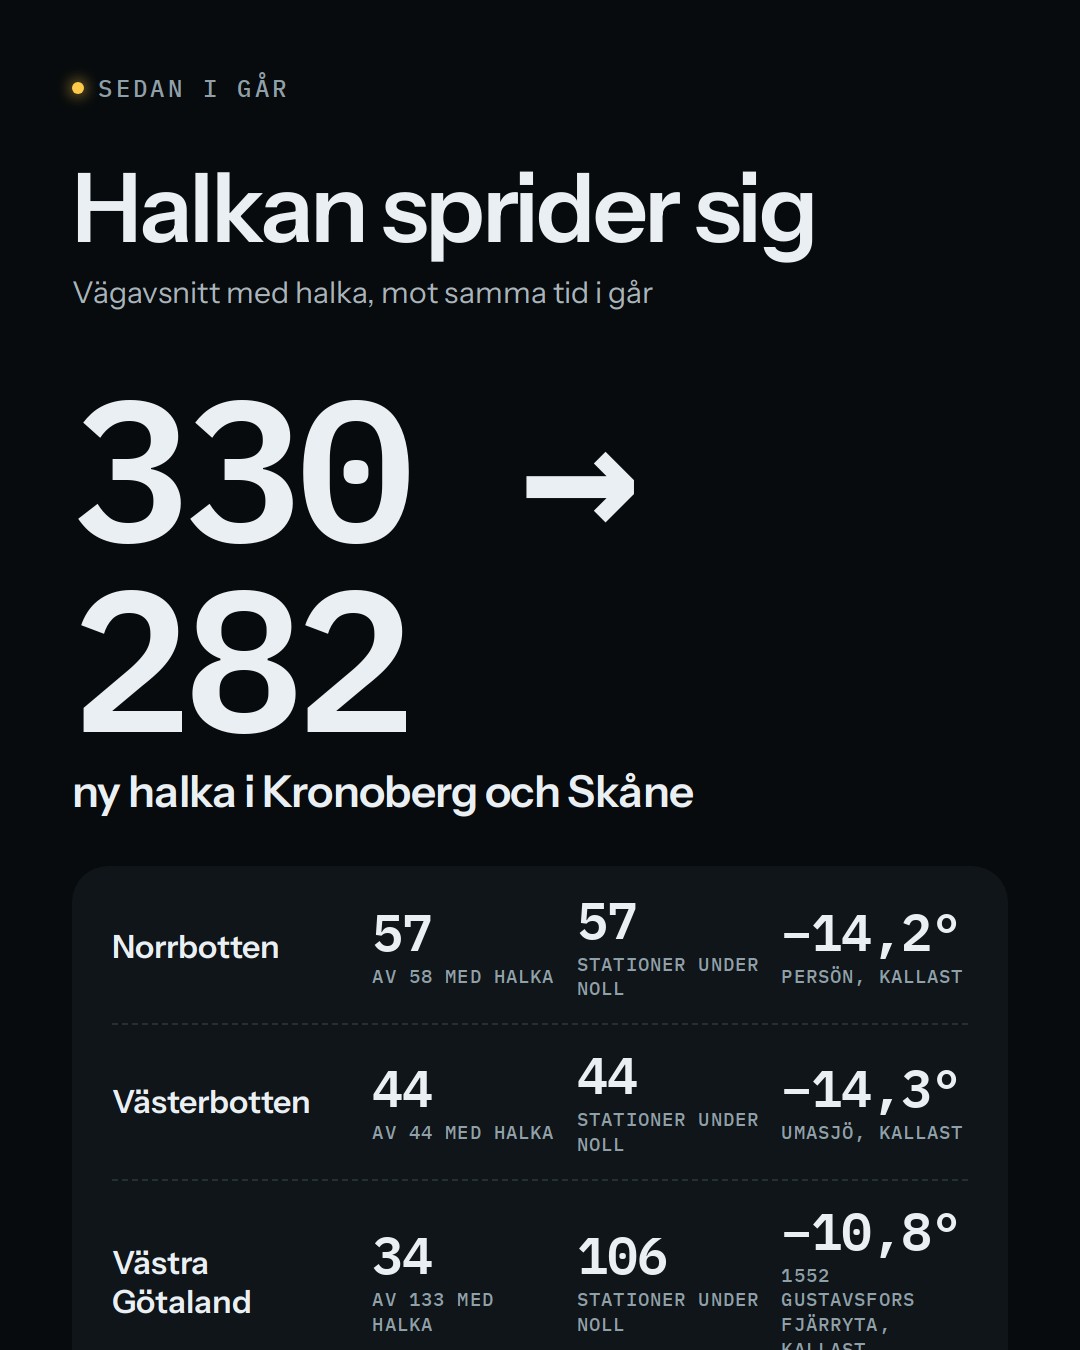 SEDAN I GÅR
Halkan sprider sig
Vägavsnitt med halka, mot samma tid i går
330 →
282
ny halka i Kronoberg och Skåne
Norrbotten
57
AV 58 MED HALKA
57
STATIONER UNDER
NOLL
−14,2°
PERSÖN, KALLAST
Västerbotten
44
AV 44 MED HALKA
44
STATIONER UNDER
NOLL
−14,3°
UMASJÖ, KALLAST
Västra
Götaland
34
AV 133 MED
HALKA
106
STATIONER UNDER
NOLL
−10,8°
1552
GUSTAVSFORS
FJÄRRYTA,
KALLAST